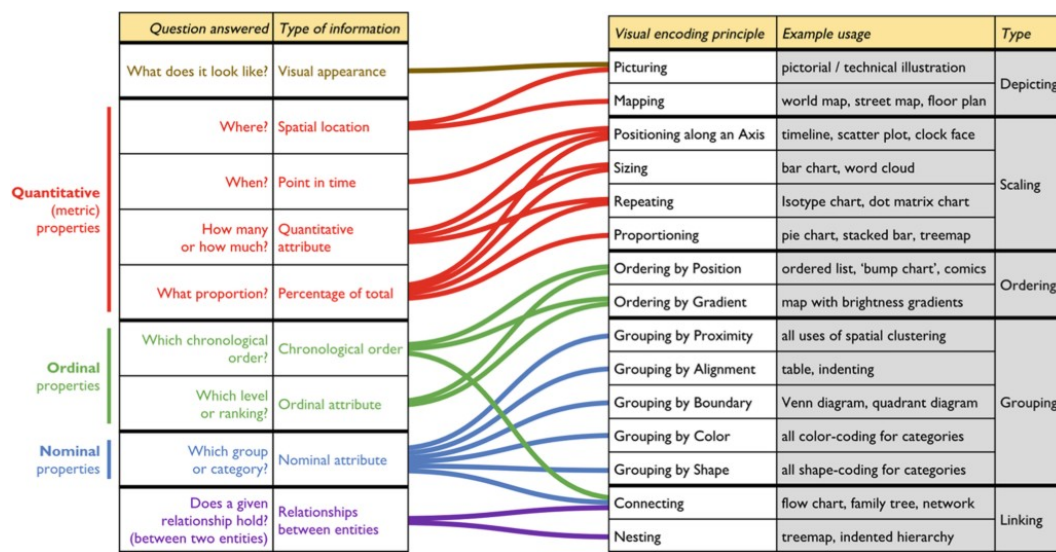 Question answered Type of information
What does it look like? Visual appearance
Quantitative
(metric)
properties
Where? Spatial location
When? Point in time
How many
or how much?
Quantitative
attribute
What proportion? Percentage of total
Ordinal
properties
Which chronological
order?
Chronological order
Which level
or ranking?
Ordinal attribute
Nominal
properties
Which group
or category?
Nominal attribute
Does a given
relationship hold?
(between two entities)
Relationships
between entities
Visual encoding principle Example usage Type
Picturing pictorial / technical illustration
Mapping world map, street map, floor plan
Depicting
Positioning along an Axis timeline, scatter plot, clock face
Sizing bar chart, word cloud
Repeating Isotype chart, dot matrix chart
Proportioning pie chart, stacked bar, treemap
Scaling
Ordering by Position ordered list, ‘bump chart’, comics
Ordering by Gradient map with brightness gradients
Ordering
Grouping by Proximity all uses of spatial clustering
Grouping by Alignment table, indenting
Grouping by Boundary Venn diagram, quadrant diagram
Grouping by Color all color-coding for categories
Grouping by Shape all shape-coding for categories
Grouping
Connecting flow chart, family tree, network
Nesting treemap, indented hierarchy
Linking